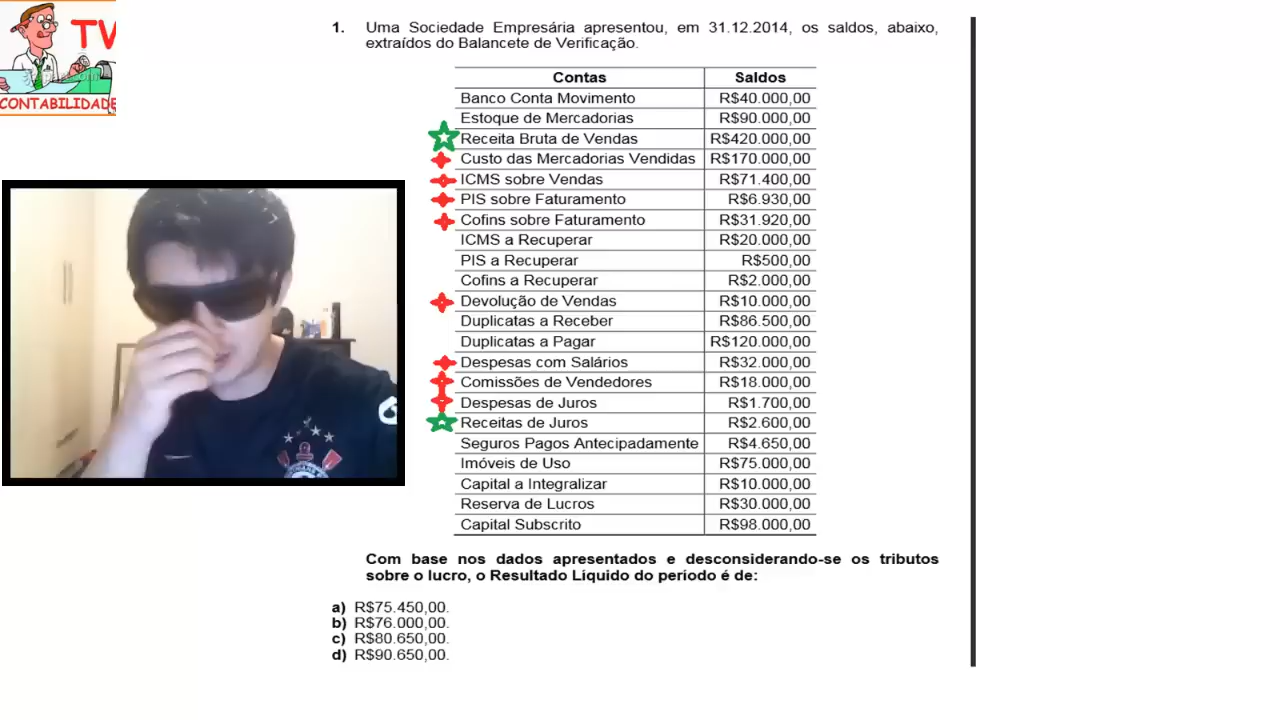 TV
CONTABILIDADE
1. Uma Sociedade Empresária apresentou, em 31.12.2014, os saldos, abaixo,
extraídos do Balancete de Verificação.
Contas Saldos
Banco Conta Movimento R$40.000,00
Estoque de Mercadorias R$90.000,00
Receita Bruta de Vendas R$420.000,00
Custo das Mercadorias Vendidas R$170.000,00
ICMS sobre Vendas R$71.400,00
PIS sobre Faturamento R$6.930,00
Cofins sobre Faturamento R$31.920,00
ICMS a Recuperar R$20.000,00
PIS a Recuperar R$500,00
Cofins a Recuperar R$2.000,00
Devolução de Vendas R$10.000,00
Duplicatas a Receber R$86.500,00
Duplicatas a Pagar R$120.000,00
Despesas com Salários R$32.000,00
Comissões de Vendedores R$18.000,00
Despesas de Juros R$1.700,00
Receitas de Juros R$2.600,00
Seguros Pagos Antecipadamente R$4.650,00
Imóveis de Uso R$75.000,00
Capital a Integralizar R$10.000,00
Reserva de Lucros R$30.000,00
Capital Subscrito R$98.000,00
Com base nos dados apresentados e desconsiderando-se os tributos
sobre o lucro, o Resultado Líquido do período é de:
a) R$75.450,00.
b) R$76.000,00.
c) R$80.650,00.
d) R$90.650,00.